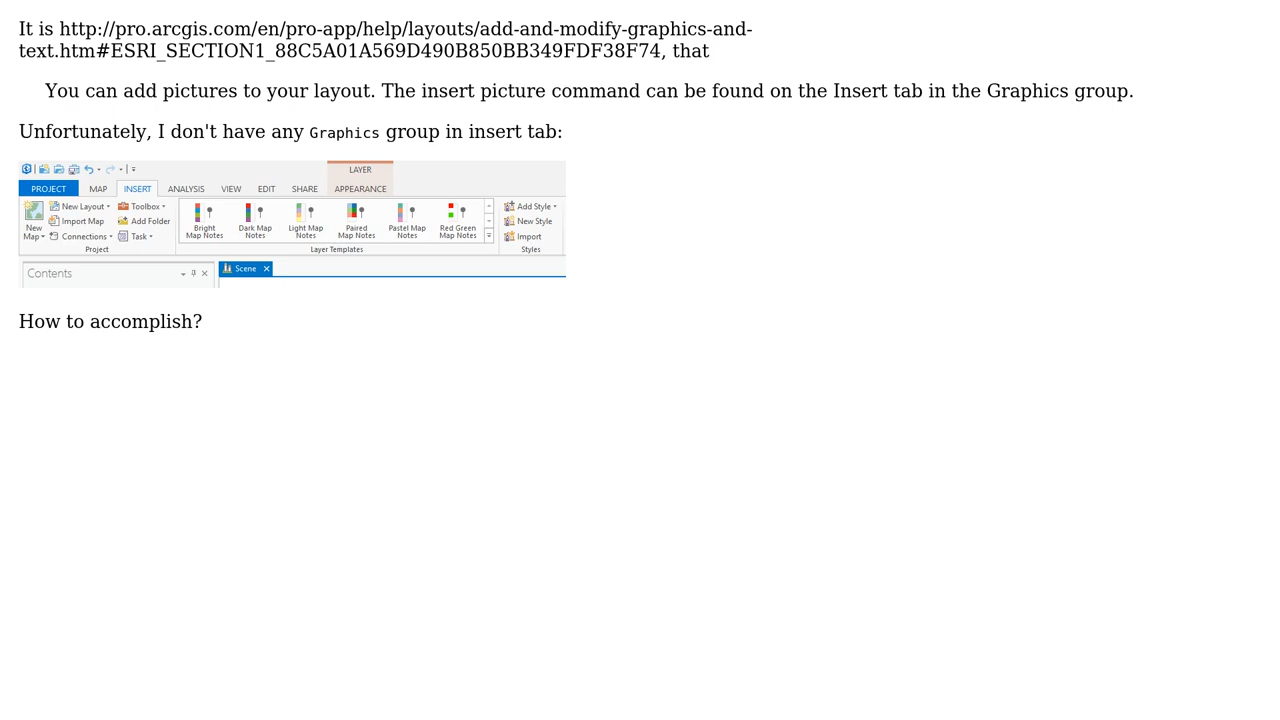 It is http://pro.arcgis.com/en/pro-app/help/layouts/add-and-modify-graphics-and-
text.htm#ESRI_SECTION1_88C5A01A569D490B850BB349FDF38F74, that
You can add pictures to your layout. The insert picture command can be found on the Insert tab in the Graphics group.
Unfortunately, I don't have any Graphics group in insert tab:
LAYER
PROJECT MAP INSERT ANALYSIS VIEW EDIT SHARE APPEARANCE
New Map
New Layout Toolbox
Import Map Add Folder
Connections Task
Project
Bright Map Notes
Dark Map Notes
Light Map Notes
Paired Map Notes
Pastel Map Notes
Red Green Map Notes
Layer Templates
Add Style
New Style
Import
Styles
Contents
Scene
How to accomplish?